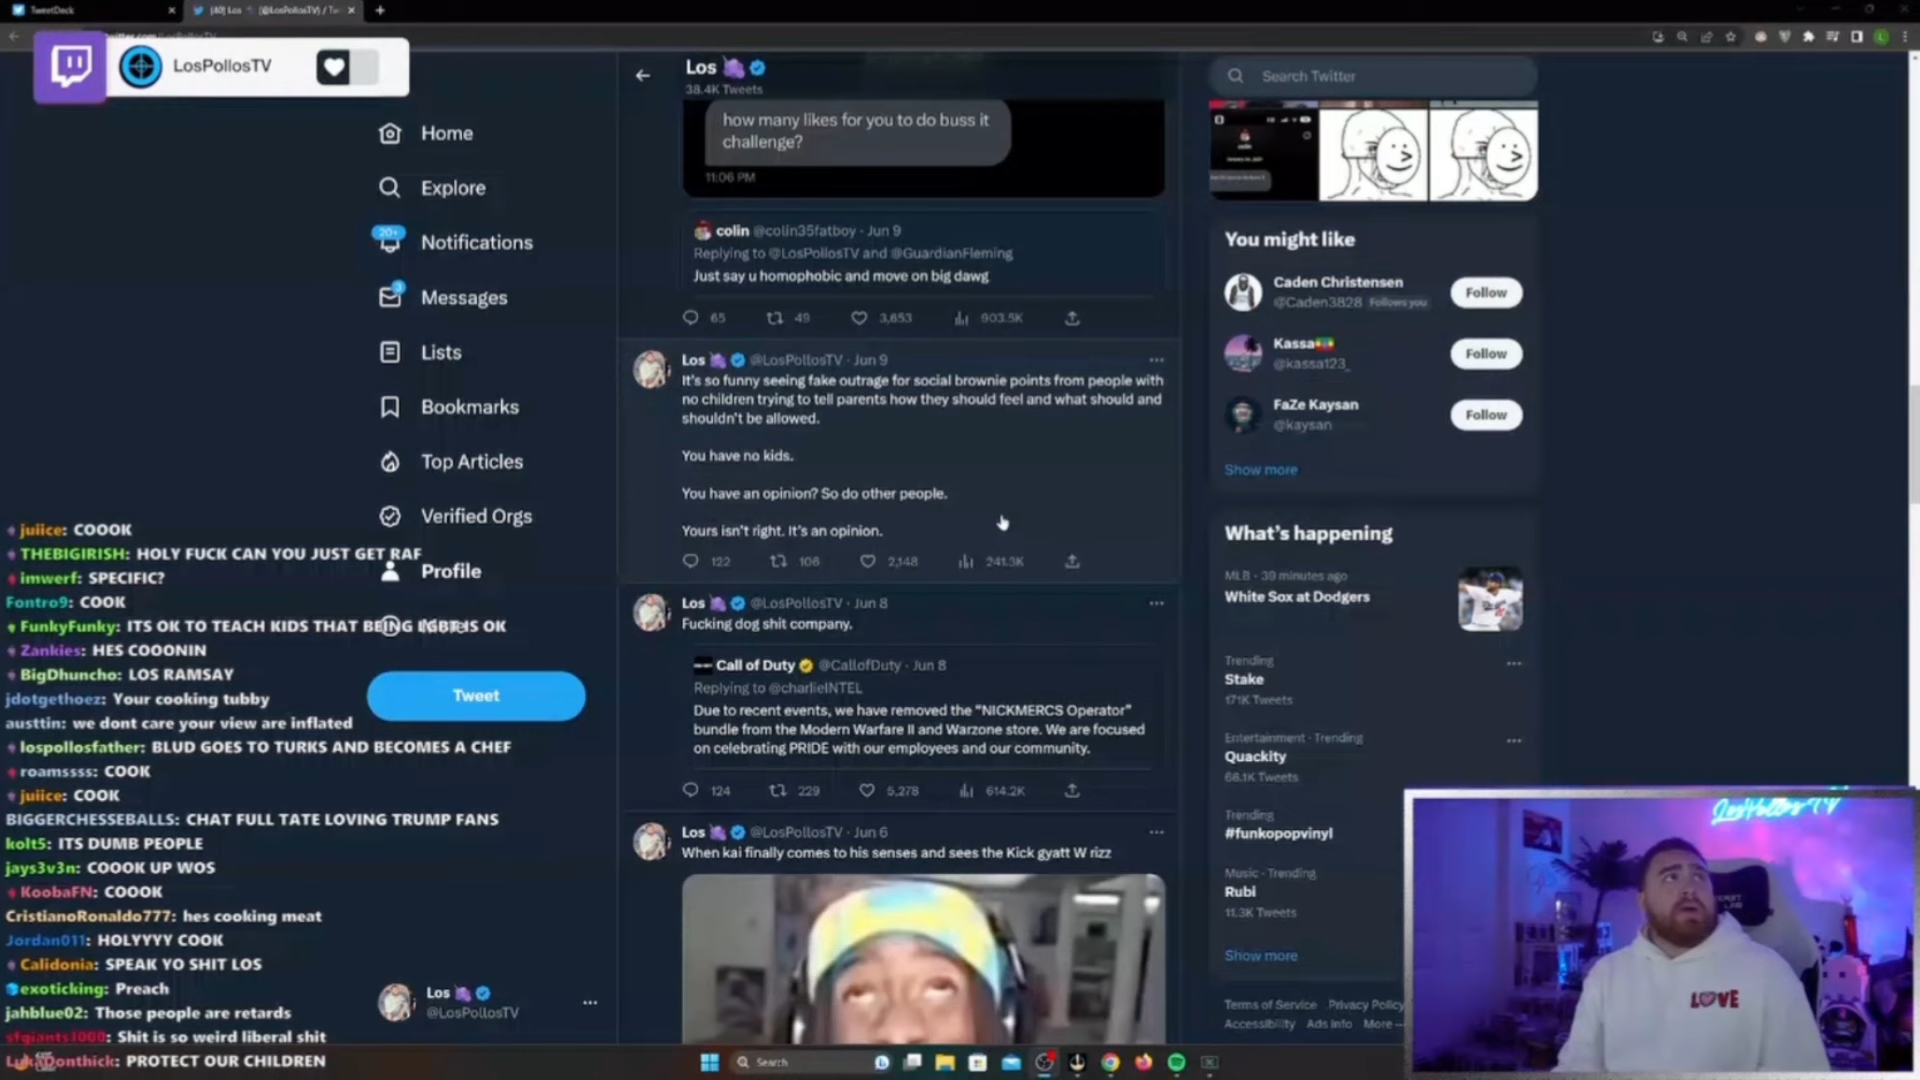 TweetDeck
LosPollosTV
Home
Explore
20+
Notifications
3
Messages
Lists
Bookmarks
Top Articles
Verified Orgs
Profile
Tweet
Los
@LosPollosTV
juiice: COOOK
THEBIGIRISH: HOLY FUCK CAN YOU JUST GET RAF
imwerf: SPECIFIC?
Fontro9: COOK
FunkyFunky: ITS OK TO TEACH KIDS THAT BEING LGBT IS OK
Zankies: HES COOONIN
BigDhuncho: LOS RAMSAY
jdotgethoez: Your cooking tubby
austtin: we dont care your view are inflated
lospollosfather: BLUD GOES TO TURKS AND BECOMES A CHEF
roamssss: COOK
juiice: COOK
BIGGERCHESSEBALLS: CHAT FULL TATE LOVING TRUMP FANS
kolt5: ITS DUMB PEOPLE
jays3v3n: COOOK UP WOS
KoobaFN: COOOK
CristianoRonaldo777: hes cooking meat
Jordan011: HOLYYYY COOK
Calidonia: SPEAK YO SHIT LOS
exoticking: Preach
jahblue02: Those people are retards
sfgiants1000: Shit is so weird liberal shit
PROTECT OUR CHILDREN
Los
38.4K Tweets
how many likes for you to do buss it
challenge?
11:06 PM
colin @colin35fatboy · Jun 9
Replying to @LosPollosTV and @GuardianFleming
Just say u homophobic and move on big dawg
65 49 3,653 903.5K
Los @LosPollosTV · Jun 9
It's so funny seeing fake outrage for social brownie points from people with
no children trying to tell parents how they should feel and what should and
shouldn't be allowed.
You have no kids.
You have an opinion? So do other people.
Yours isn't right. It's an opinion.
122 106 2,148 241.3K
Los @LosPollosTV · Jun 8
Fucking dog shit company.
Call of Duty @CallofDuty · Jun 8
Replying to @charlieINTEL
Due to recent events, we have removed the "NICKMERCS Operator"
bundle from the Modern Warfare II and Warzone store. We are focused
on celebrating PRIDE with our employees and our community.
124 229 5,278 614.2K
Los @LosPollosTV · Jun 6
When kai finally comes to his senses and sees the Kick gyatt W rizz
Search Twitter
You might like
Caden Christensen
@Caden3828 Follows you
Follow
Kassa
@kassa123_
Follow
FaZe Kaysan
@kaysan
Follow
Show more
What's happening
MLB · 39 minutes ago
White Sox at Dodgers
Trending
Stake
171K Tweets
Entertainment · Trending
Quackity
66.1K Tweets
Trending
#funkopopvinyl
Music · Trending
Rubi
11.3K Tweets
Show more
Terms of Service Privacy Policy
Accessibility Ads info More
LosPollosTV
LOVE
Search